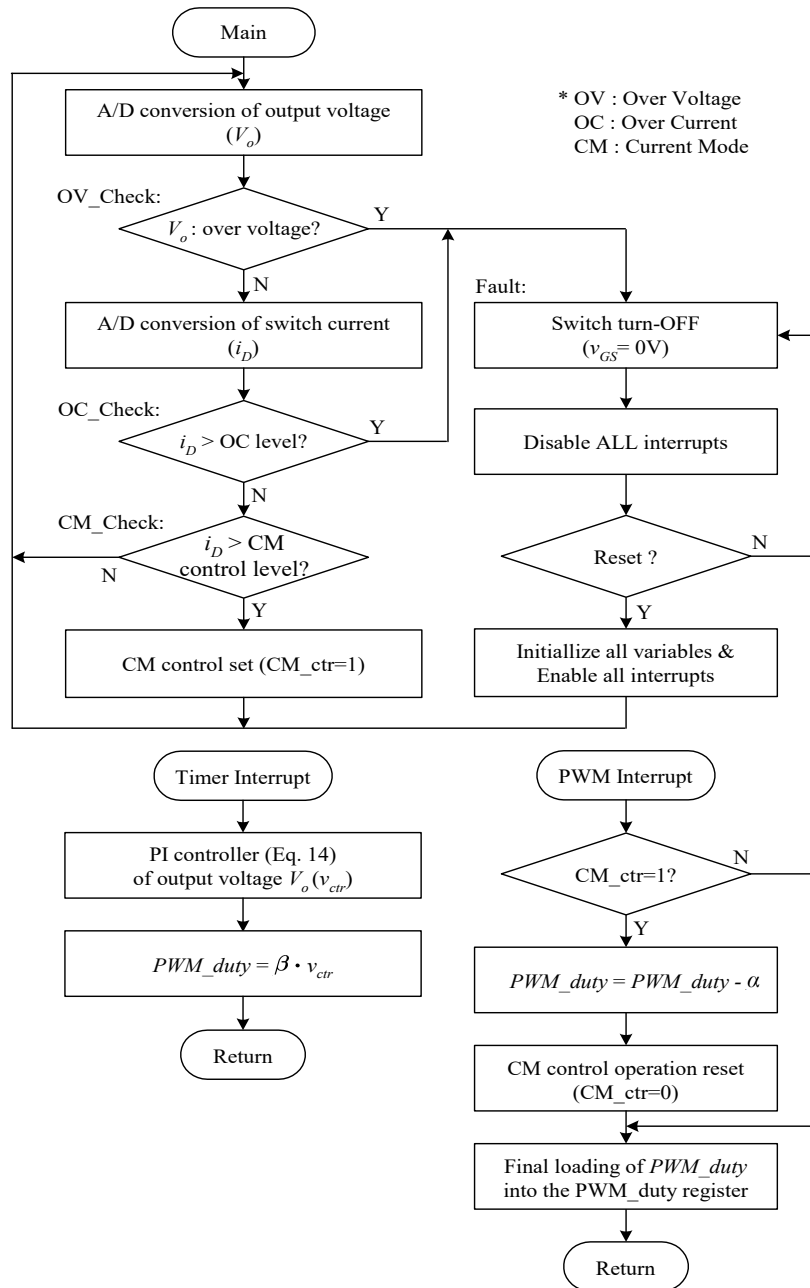 Main
A/D conversion of output voltage
(Vo)
* OV : Over Voltage
OC : Over Current
CM : Current Mode
OV_Check:
Vo : over voltage?
Y
N
A/D conversion of switch current
(iD)
OC_Check:
iD > OC level?
Y
N
CM_Check:
iD > CM
control level?
N
Y
CM control set (CM_ctr=1)
Fault:
Switch turn-OFF
(vGS= 0V)
Disable ALL interrupts
Reset ?
N
Y
Initiallize all variables &
Enable all interrupts
Timer Interrupt
PI controller (Eq. 14)
of output voltage Vo (vctr)
PWM_duty = β · vctr
Return
PWM Interrupt
CM_ctr=1?
N
Y
PWM_duty = PWM_duty - α
CM control operation reset
(CM_ctr=0)
Final loading of PWM_duty
into the PWM_duty register
Return